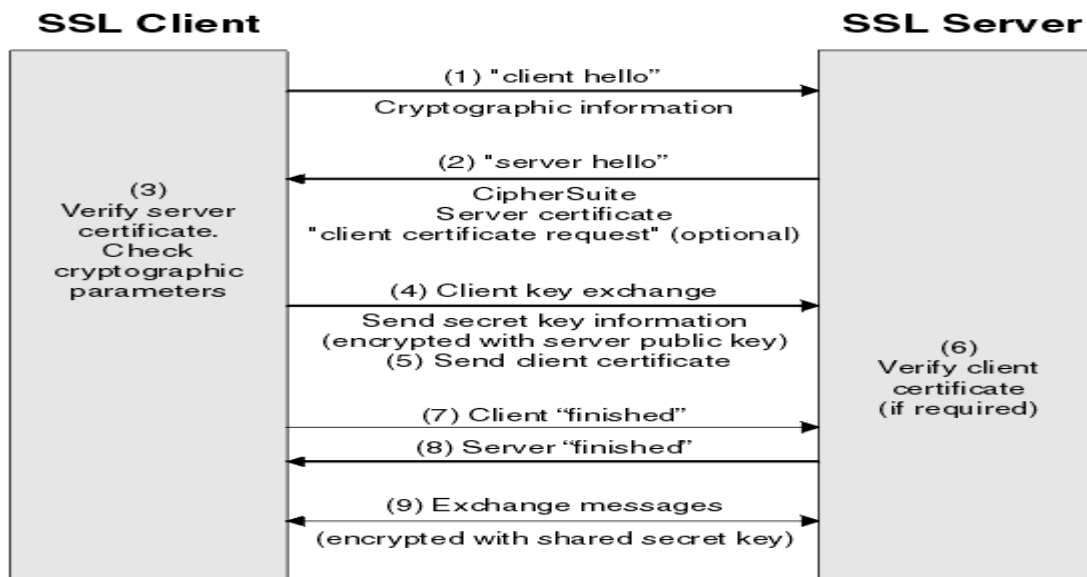 SSL Client
SSL Server
(1) "client hello”
Cryptographic information
(2) "server hello”
CipherSuite
Server certificate
"client certificate request" (optional)
(3)
Verify server
certificate.
Check
cryptographic
parameters
(4) Client key exchange
Send secret key information
(encrypted with server public key)
(5) Send client certificate
(6)
Verify client
certificate
(if required)
(7) Client “finished”
(8) Server “finished”
(9) Exchange messages
(encrypted with shared secret key)